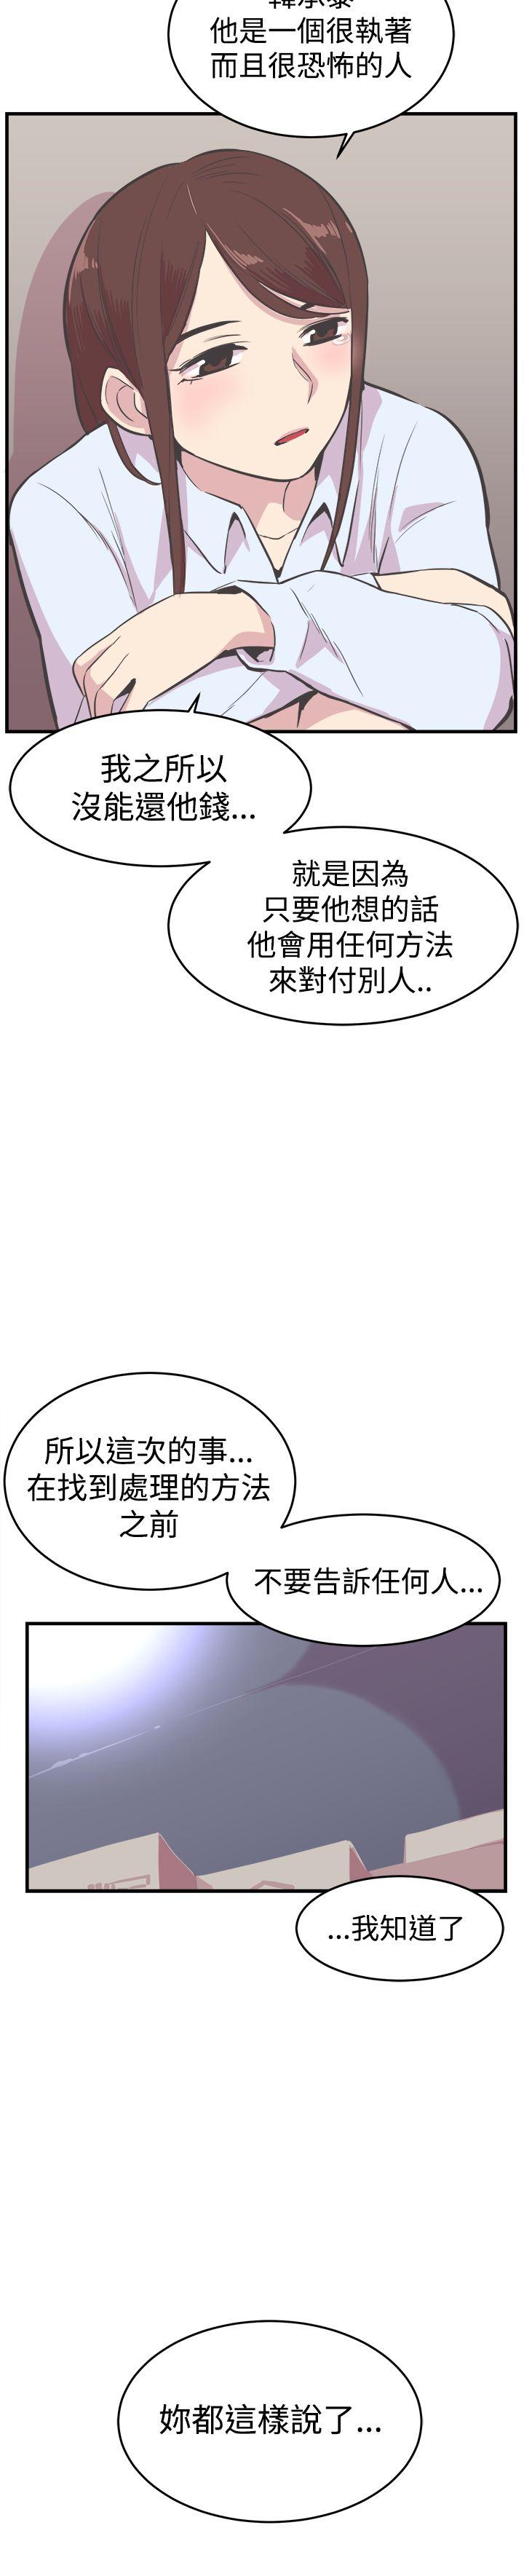 他是一個很執著
而且很恐怖的人
我之所以
沒能還他錢...
就是因為
只要他想的話
他會用任何方法
來對付別人..
所以這次的事...
在找到處理的方法
之前
不要告訴任何人...
...我知道了
妳都這樣說了...